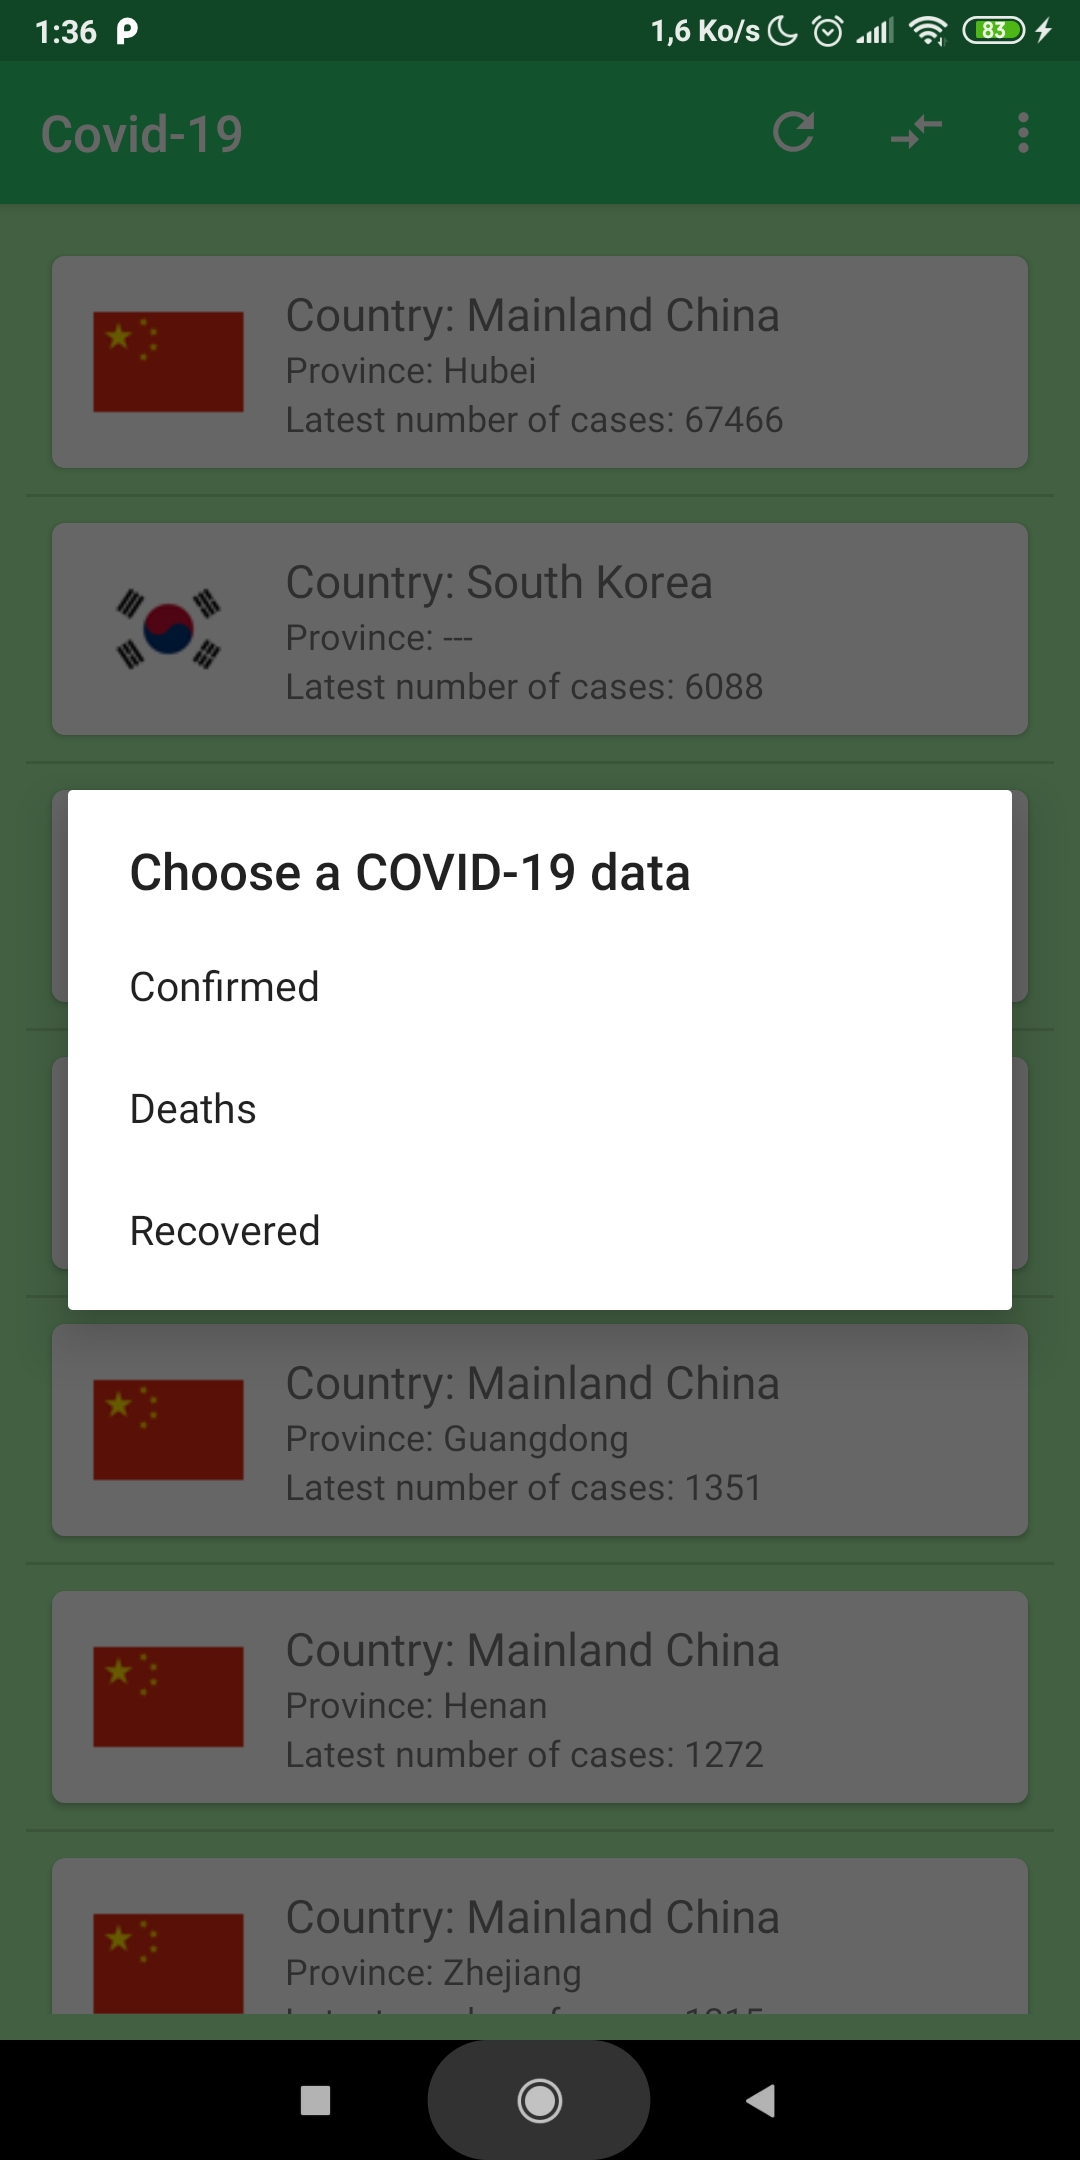 1:36 1,6 Ko/s 83
Covid-19
Country: Mainland China
Province: Hubei
Latest number of cases: 67466
Country: South Korea
Province: ---
Latest number of cases: 6088
Choose a COVID-19 data
Confirmed
Deaths
Recovered
Country: Mainland China
Province: Guangdong
Latest number of cases: 1351
Country: Mainland China
Province: Henan
Latest number of cases: 1272
Country: Mainland China
Province: Zhejiang